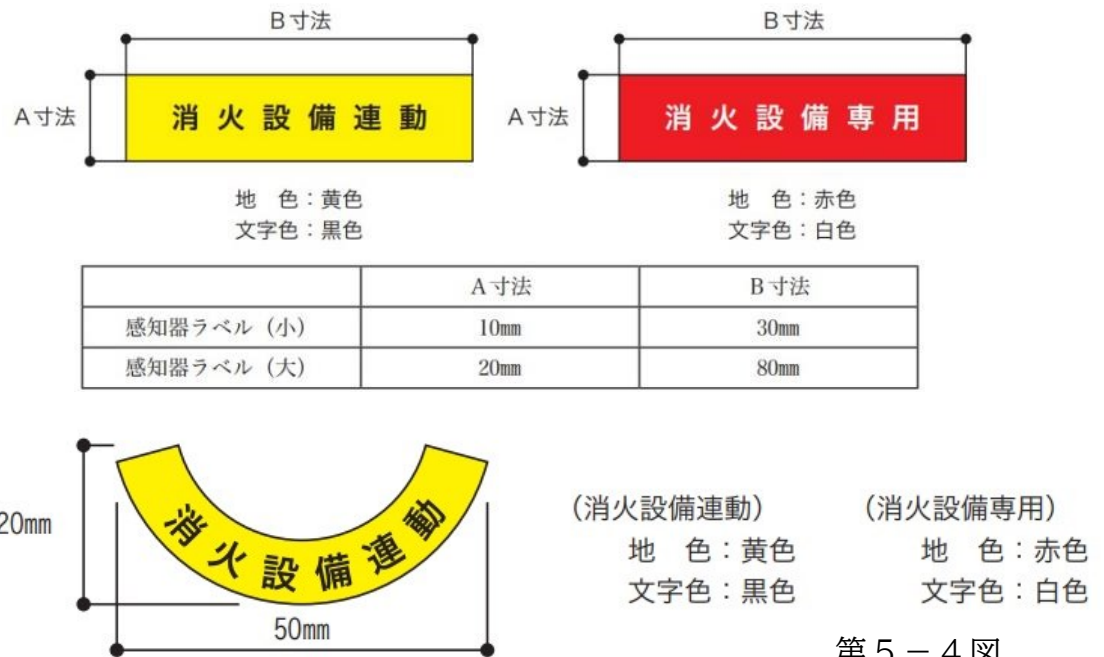 B寸法 B寸法
A寸法 消火設備連動 A寸法 消火設備専用
地 色：黄色 地 色：赤色
文字色：黒色 文字色：白色
A寸法 B寸法
感知器ラベル（小） 10mm 30mm
感知器ラベル（大） 20mm 80mm
20mm 消火設備連動
50mm
（消火設備連動） （消火設備専用）
地 色：黄色 地 色：赤色
文字色：黒色 文字色：白色
第５－４図